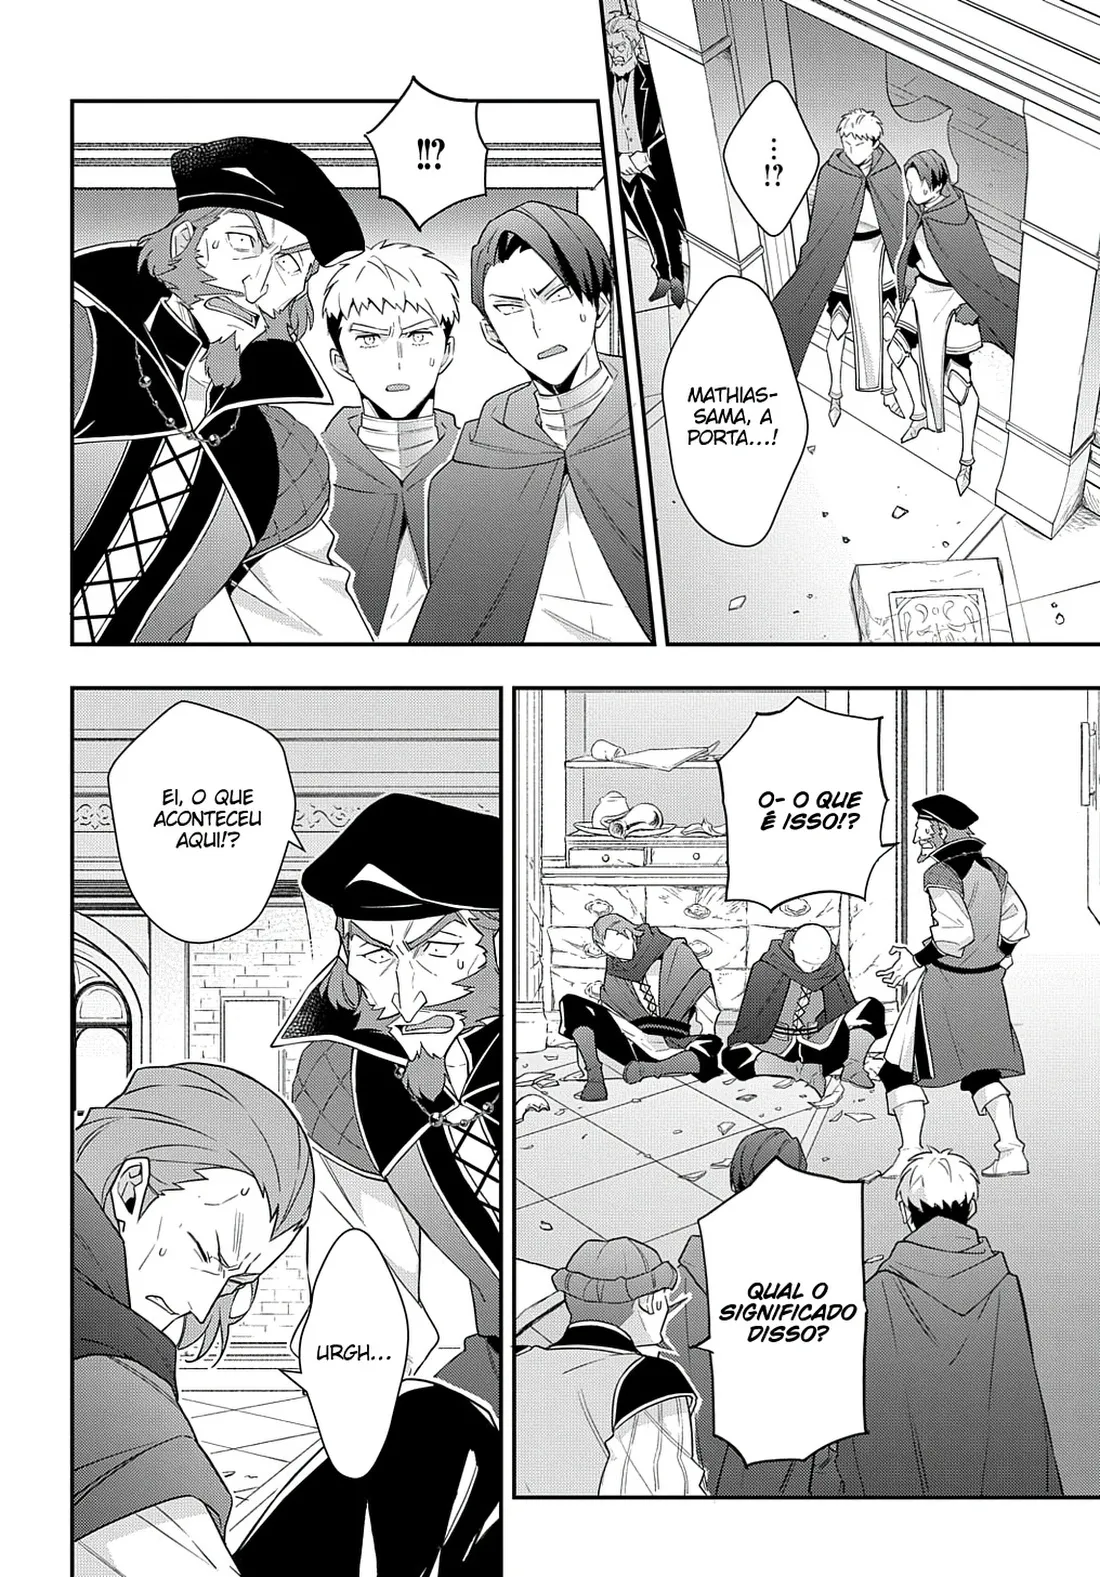 ...!?
MATHIAS-
SAMA, A
PORTA...!
!!?
O- O QUE
É ISSO!?
QUAL O
SIGNIFICADO
DISSO?
EI, O QUE
ACONTECEU
AQUI!?
URGH...